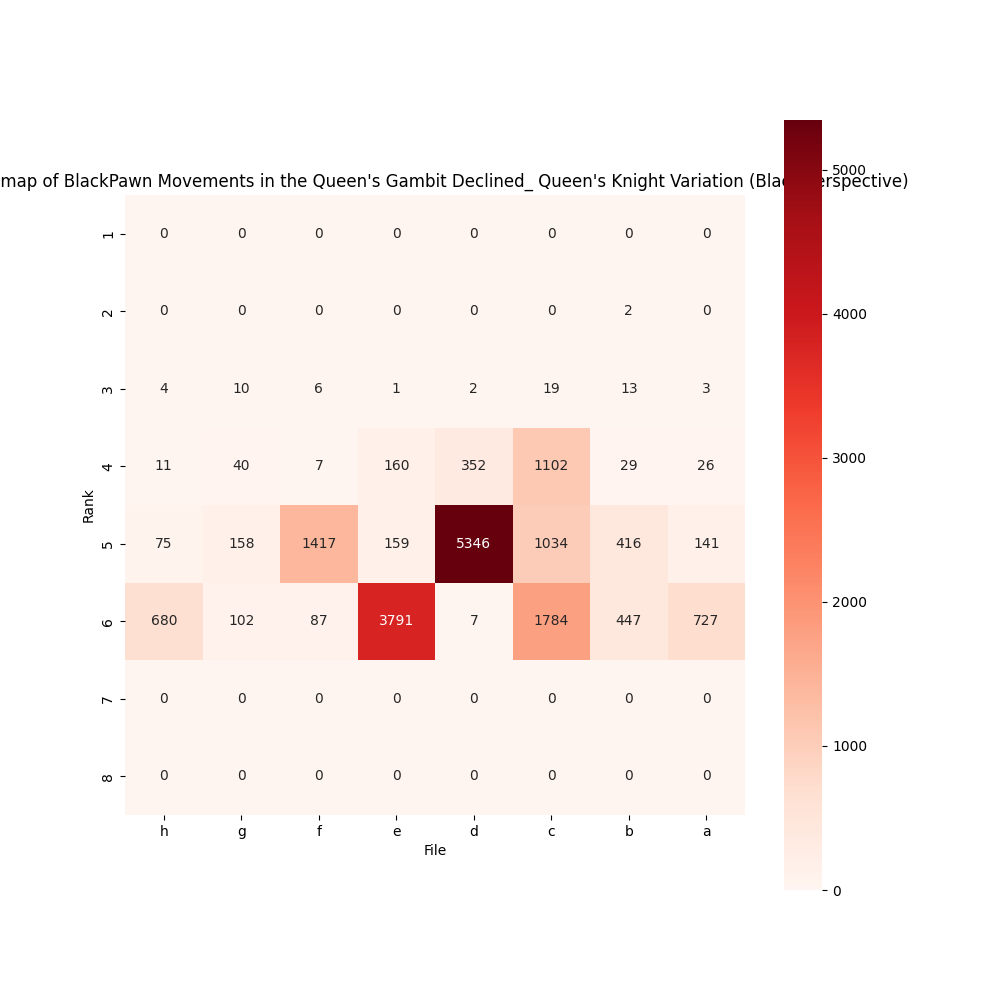 map of BlackPawn Movements in the Queen's Gambit Declined_ Queen's Knight Variation (Bla erspective)
1 0 0 0 0 0 0 0 0
2 0 0 0 0 0 0 2 0
3 4 10 6 1 2 19 13 3
4 11 40 7 160 352 1102 29 26
5 75 158 1417 159 5346 1034 416 141
6 680 102 87 3791 7 1784 447 727
7 0 0 0 0 0 0 0 0
8 0 0 0 0 0 0 0 0
h g f e d c b a
Rank
File
5000
4000
3000
2000
1000
0